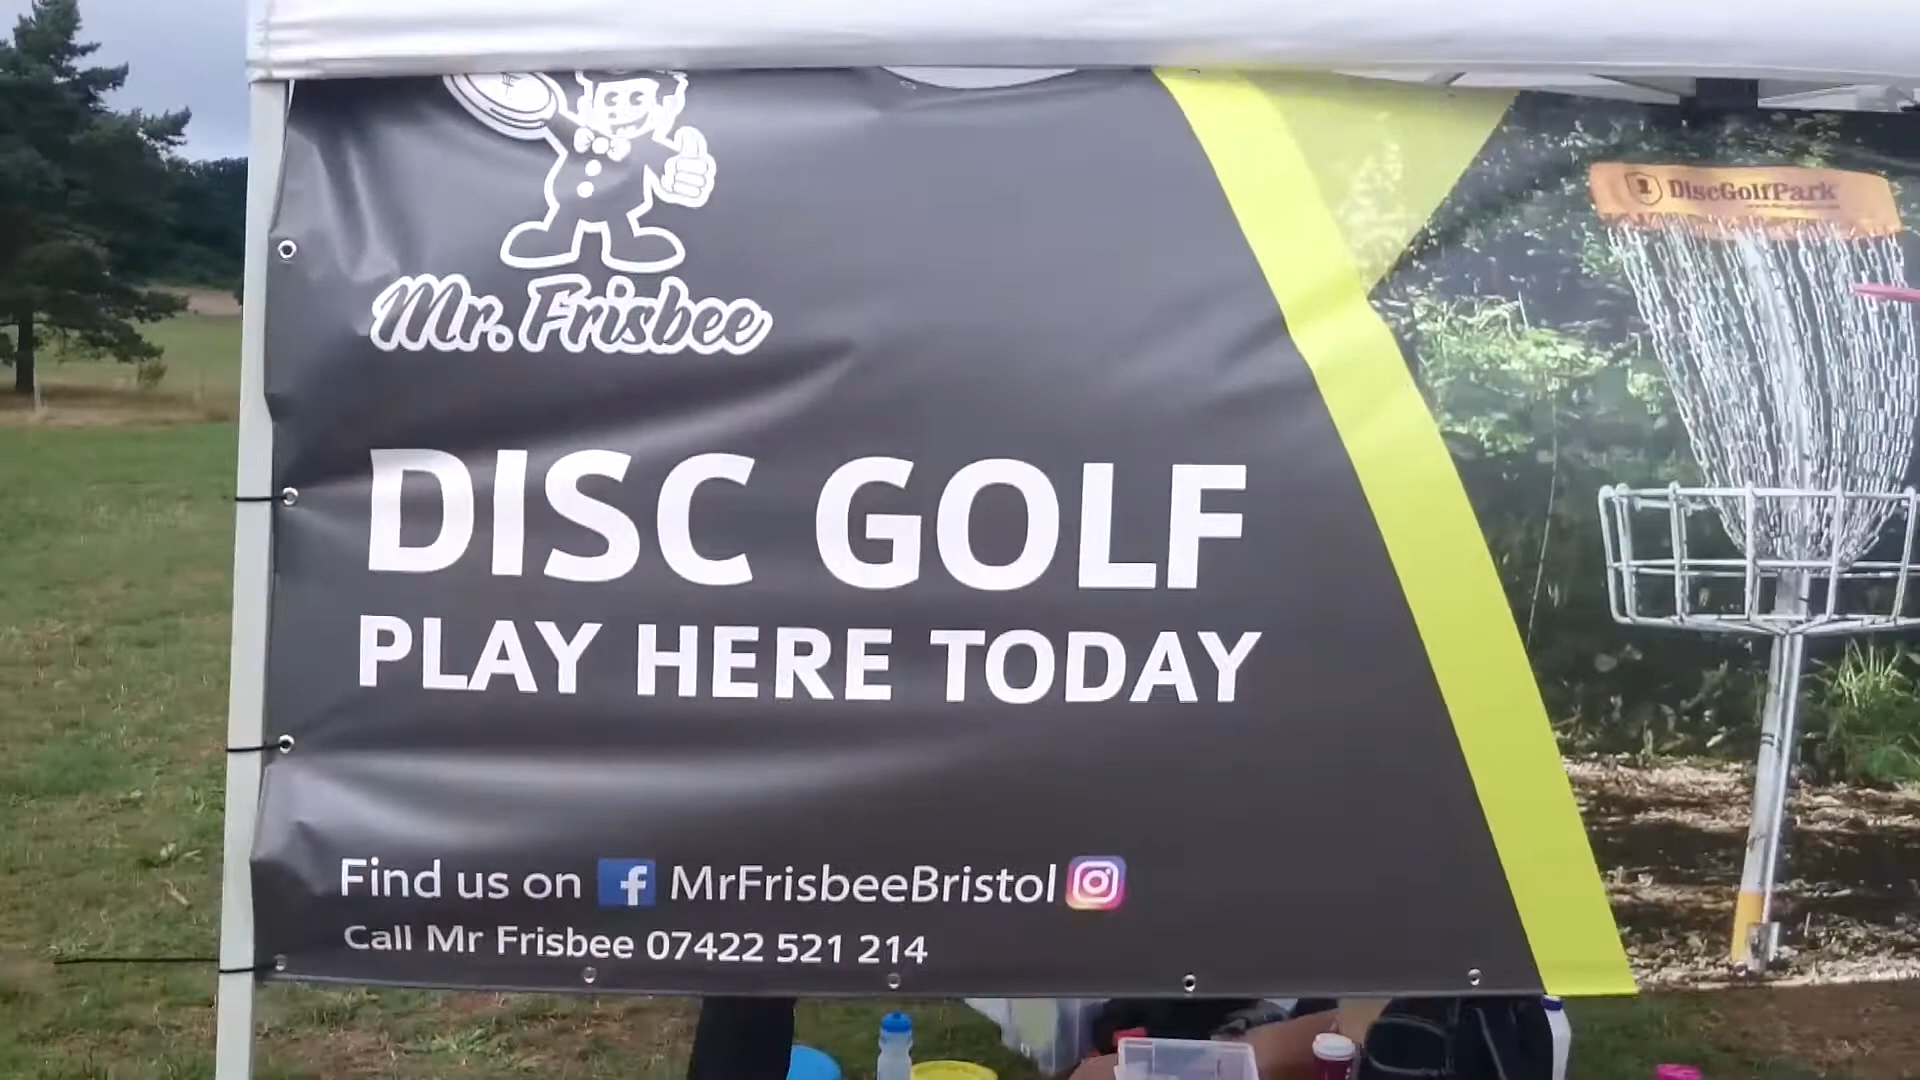 Mr. Frisbee
DISC GOLF
PLAY HERE TODAY
Find us on f MrFrisbeeBristol
Call Mr Frisbee 07422 521 214
DiscGolfPark